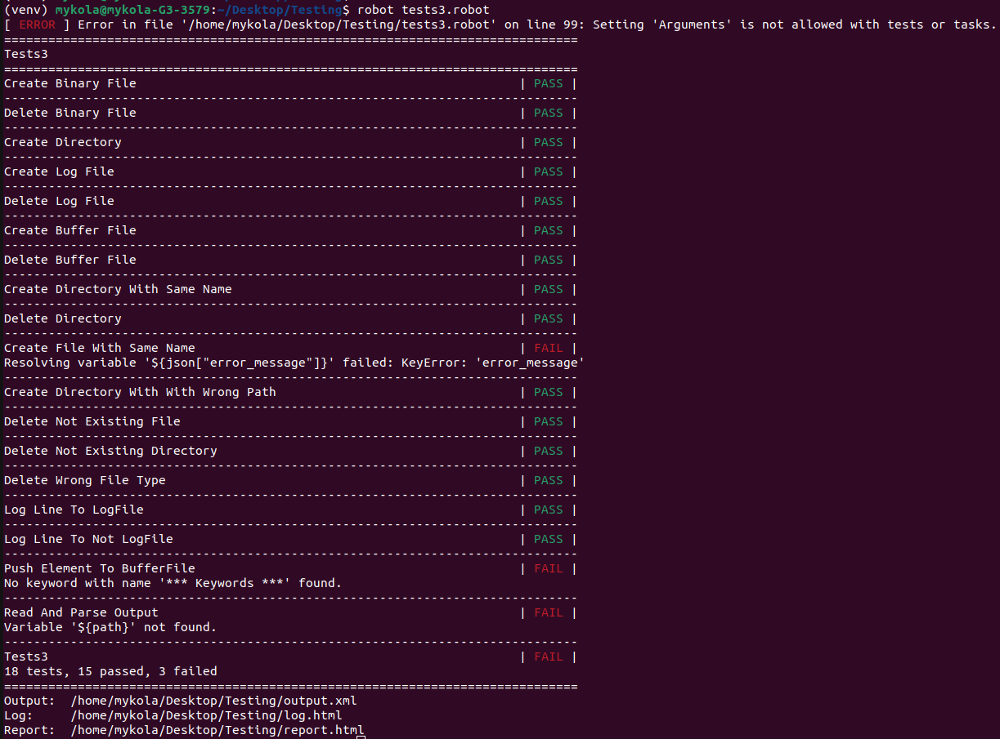 (venv) mykola@mykola-G3-3579:~/Desktop/Testing$ robot tests3.robot
[ ERROR ] Error in file '/home/mykola/Desktop/Testing/tests3.robot' on line 99: Setting 'Arguments' is not allowed with tests or tasks.
==============================================================================
Tests3
==============================================================================
Create Binary File | PASS |
------------------------------------------------------------------------------
Delete Binary File | PASS |
------------------------------------------------------------------------------
Create Directory | PASS |
------------------------------------------------------------------------------
Create Log File | PASS |
------------------------------------------------------------------------------
Delete Log File | PASS |
------------------------------------------------------------------------------
Create Buffer File | PASS |
------------------------------------------------------------------------------
Delete Buffer File | PASS |
------------------------------------------------------------------------------
Create Directory With Same Name | PASS |
------------------------------------------------------------------------------
Delete Directory | PASS |
------------------------------------------------------------------------------
Create File With Same Name | FAIL |
Resolving variable '${json["error_message"]}' failed: KeyError: 'error_message'
------------------------------------------------------------------------------
Create Directory With With Wrong Path | PASS |
------------------------------------------------------------------------------
Delete Not Existing File | PASS |
------------------------------------------------------------------------------
Delete Not Existing Directory | PASS |
------------------------------------------------------------------------------
Delete Wrong File Type | PASS |
------------------------------------------------------------------------------
Log Line To LogFile | PASS |
------------------------------------------------------------------------------
Log Line To Not LogFile | PASS |
------------------------------------------------------------------------------
Push Element To BufferFile | FAIL |
No keyword with name '*** Keywords ***' found.
------------------------------------------------------------------------------
Read And Parse Output | FAIL |
Variable '${path}' not found.
------------------------------------------------------------------------------
Tests3 | FAIL |
18 tests, 15 passed, 3 failed
==============================================================================
Output: /home/mykola/Desktop/Testing/output.xml
Log: /home/mykola/Desktop/Testing/log.html
Report: /home/mykola/Desktop/Testing/report.html